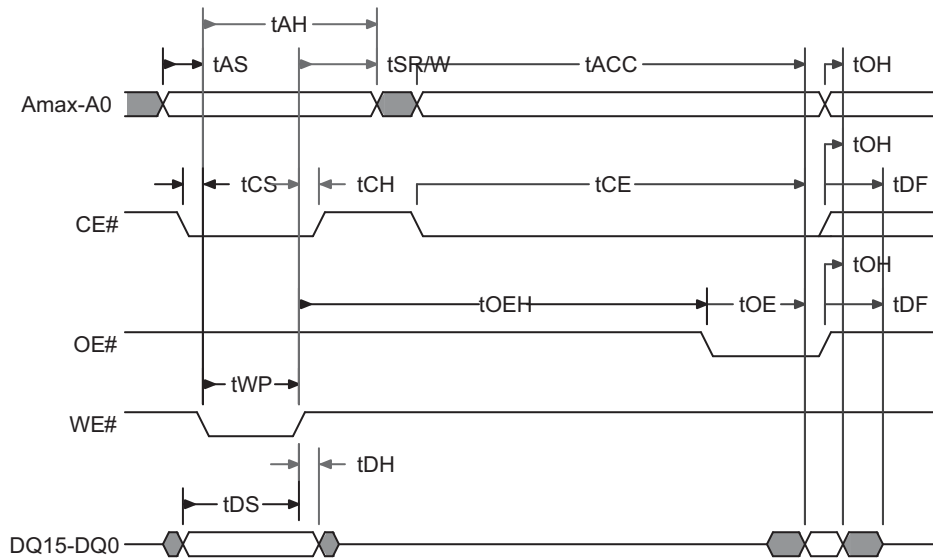 tAH
tAS tSR/W tACC tOH
Amax-A0
tOH
tCS tCH tCE tDF
CE#
tOH
tOEH tOE tDF
OE#
tWP
WE#
tDH
tDS
DQ15-DQ0